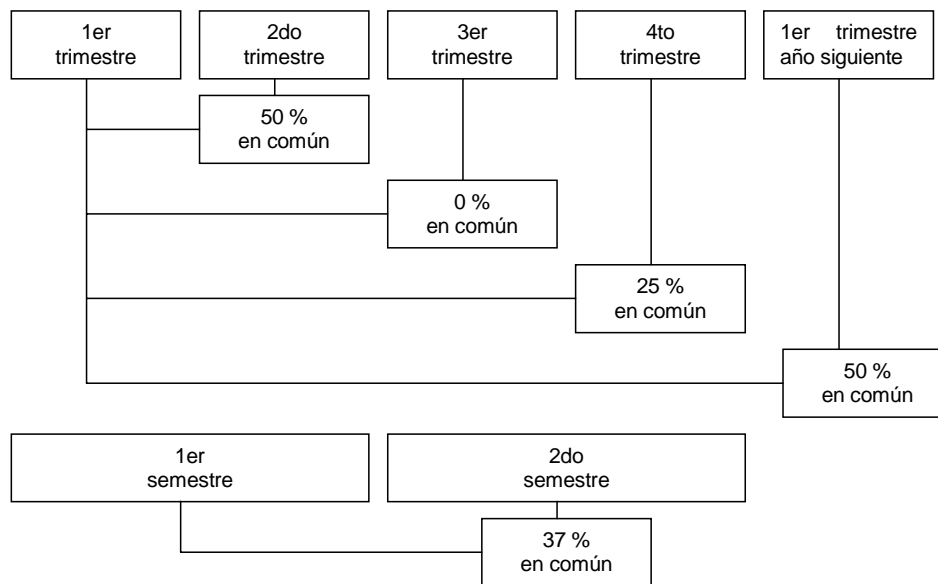 1er
trimestre
2do
trimestre
3er
trimestre
4to
trimestre
1er trimestre
año siguiente
50 %
en común
0 %
en común
25 %
en común
50 %
en común
1er
semestre
2do
semestre
37 %
en común